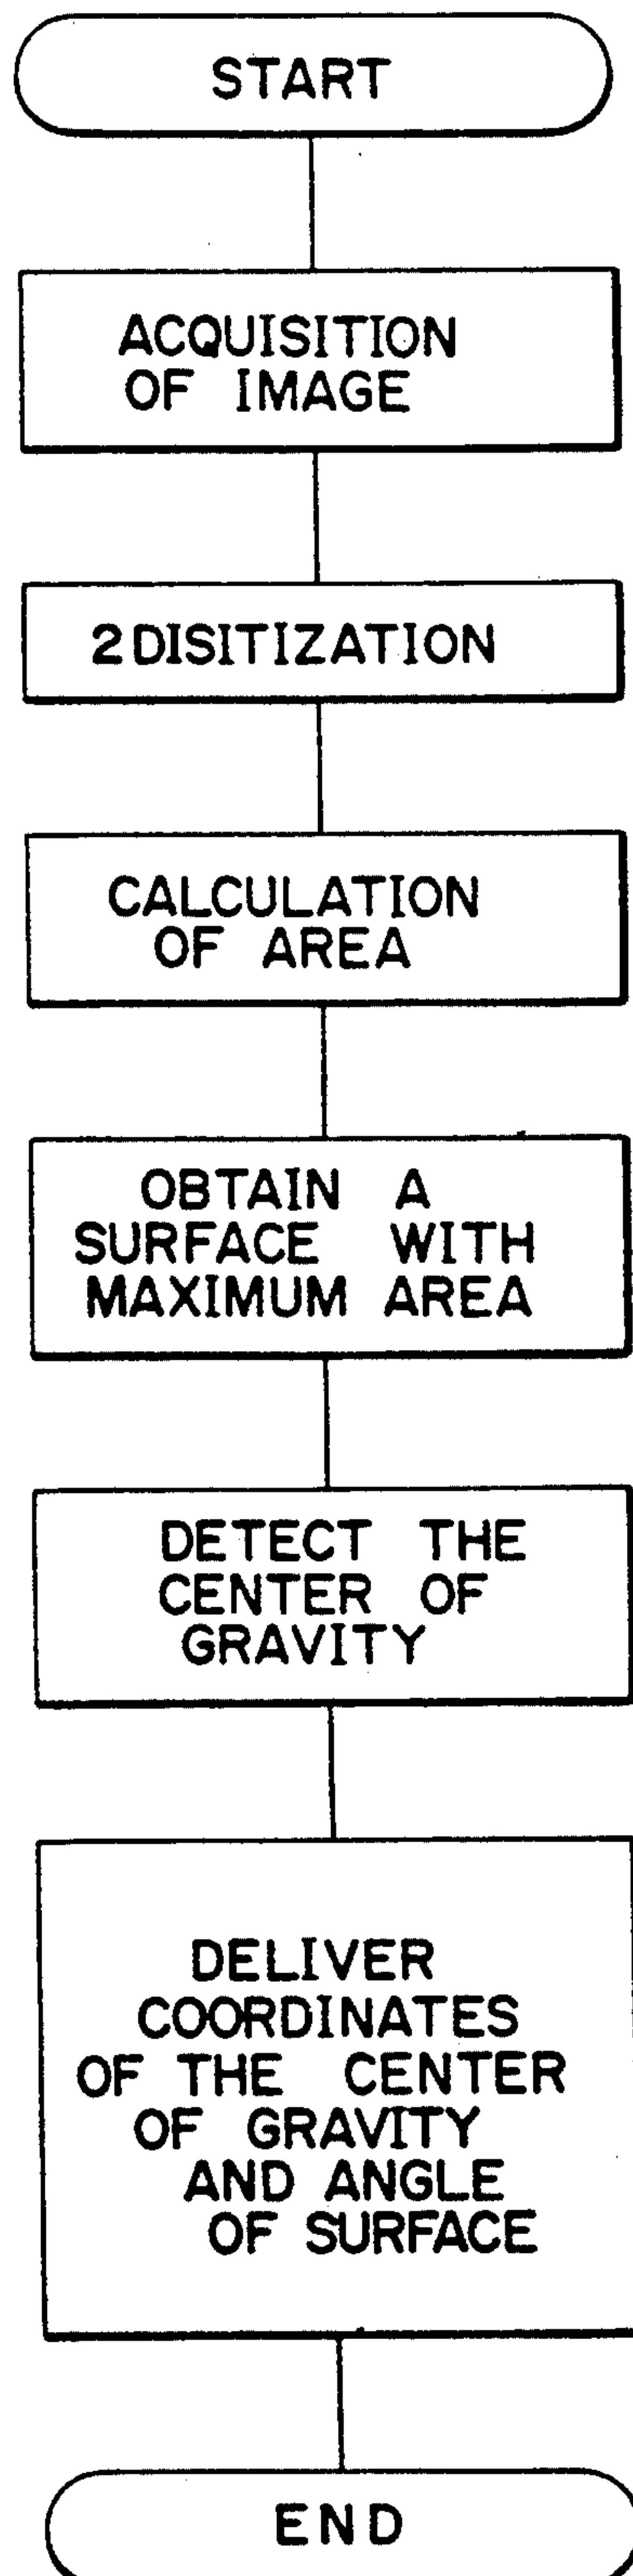 START
ACQUISITION
OF IMAGE
2DISITIZATION
CALCULATION
OF AREA
OBTAIN A
SURFACE WITH
MAXIMUM AREA
DETECT THE
CENTER OF
GRAVITY
DELIVER
COORDINATES
OF THE CENTER
OF GRAVITY
AND ANGLE
OF SURFACE
END